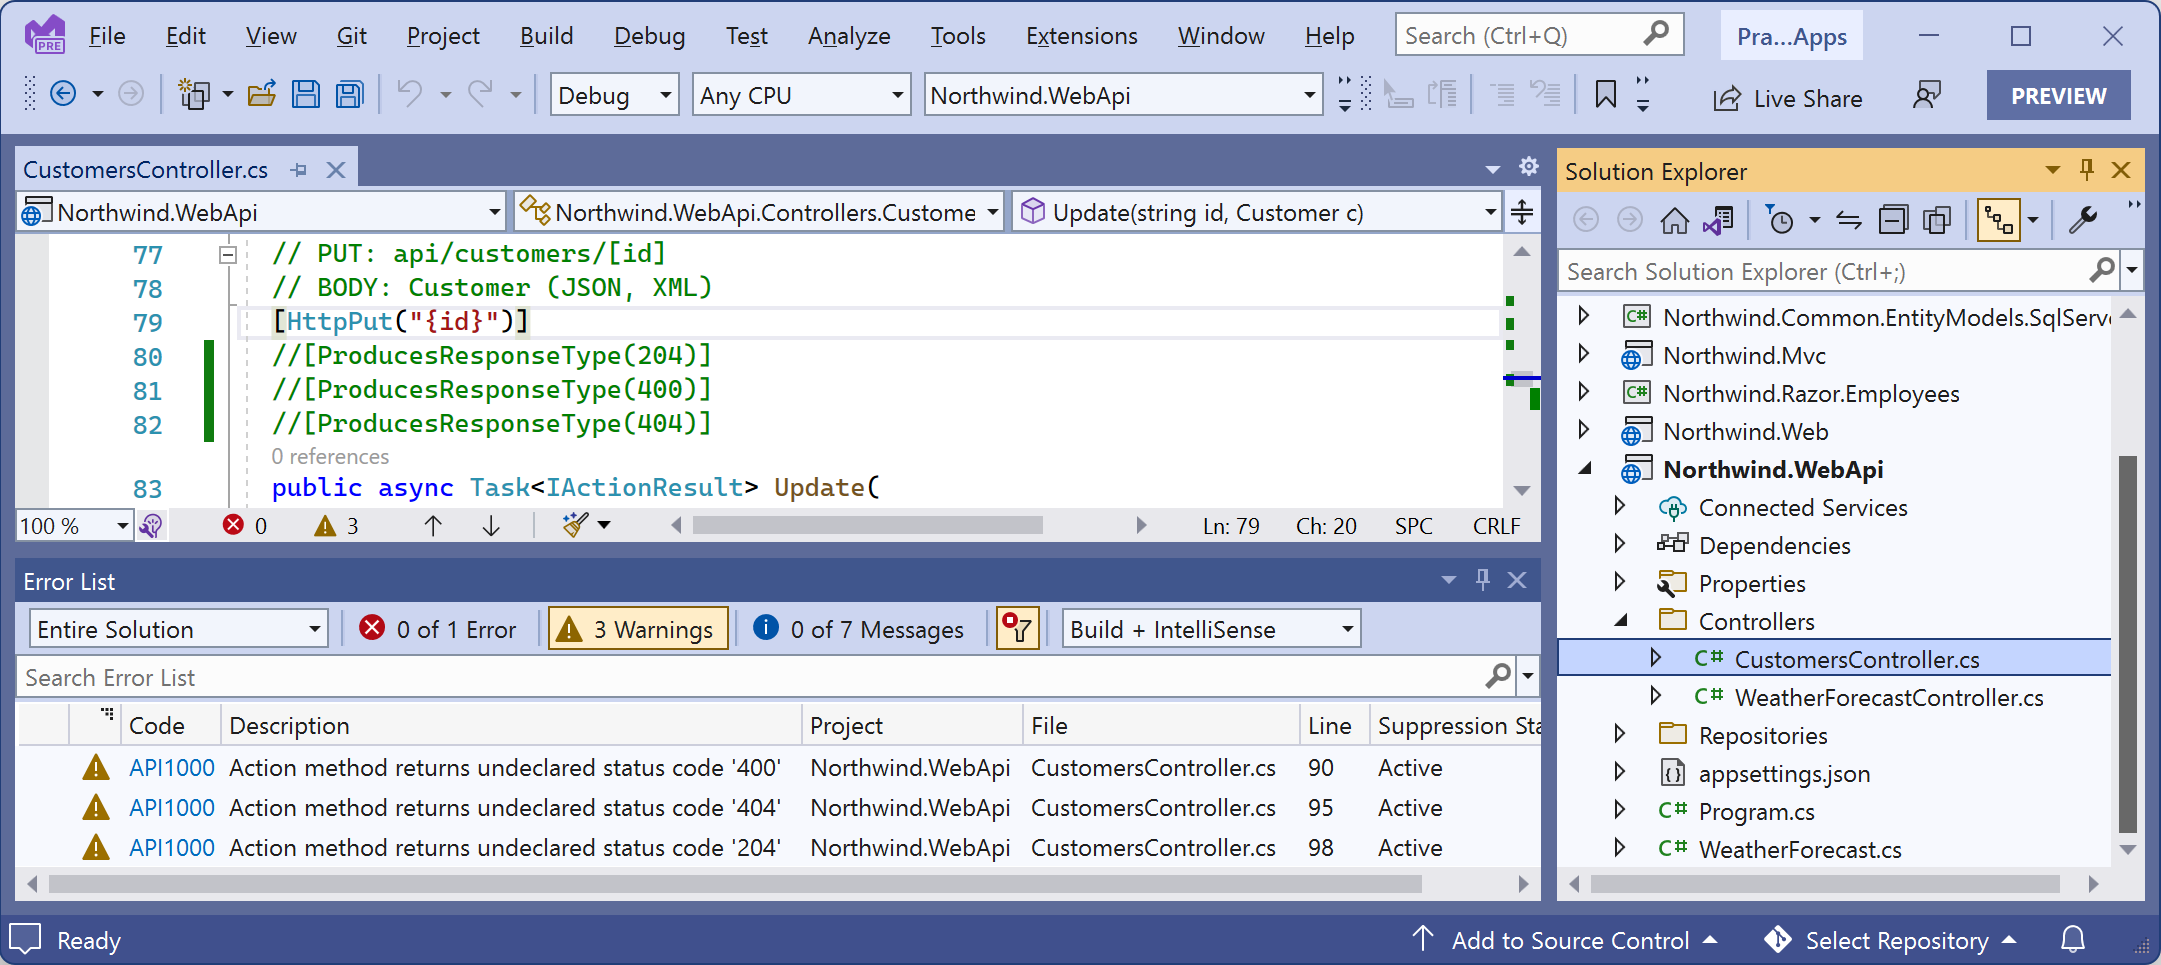 PRE File Edit View Git Project Build Debug Test Analyze Tools Extensions Window Help Search (Ctrl+Q) Pra...Apps
Debug Any CPU Northwind.WebApi Live Share PREVIEW
CustomersController.cs
Northwind.WebApi Northwind.WebApi.Controllers.Custome Update(string id, Customer c)
77 // PUT: api/customers/[id]
78 // BODY: Customer (JSON, XML)
79 [HttpPut("{id}")]
80 //[ProducesResponseType(204)]
81 //[ProducesResponseType(400)]
82 //[ProducesResponseType(404)]
0 references
83 public async Task<IActionResult> Update(
100 % 0 3 Ln: 79 Ch: 20 SPC CRLF
Error List
Entire Solution 0 of 1 Error 3 Warnings 0 of 7 Messages Build + IntelliSense
Search Error List
Code Description Project File Line Suppression Sta
API1000 Action method returns undeclared status code '400' Northwind.WebApi CustomersController.cs 90 Active
API1000 Action method returns undeclared status code '404' Northwind.WebApi CustomersController.cs 95 Active
API1000 Action method returns undeclared status code '204' Northwind.WebApi CustomersController.cs 98 Active
Solution Explorer
Search Solution Explorer (Ctrl+;)
C# Northwind.Common.EntityModels.SqlServe
Northwind.Mvc
C# Northwind.Razor.Employees
Northwind.Web
Northwind.WebApi
Connected Services
Dependencies
Properties
Controllers
C# CustomersController.cs
C# WeatherForecastController.cs
Repositories
appsettings.json
C# Program.cs
C# WeatherForecast.cs
Ready Add to Source Control Select Repository